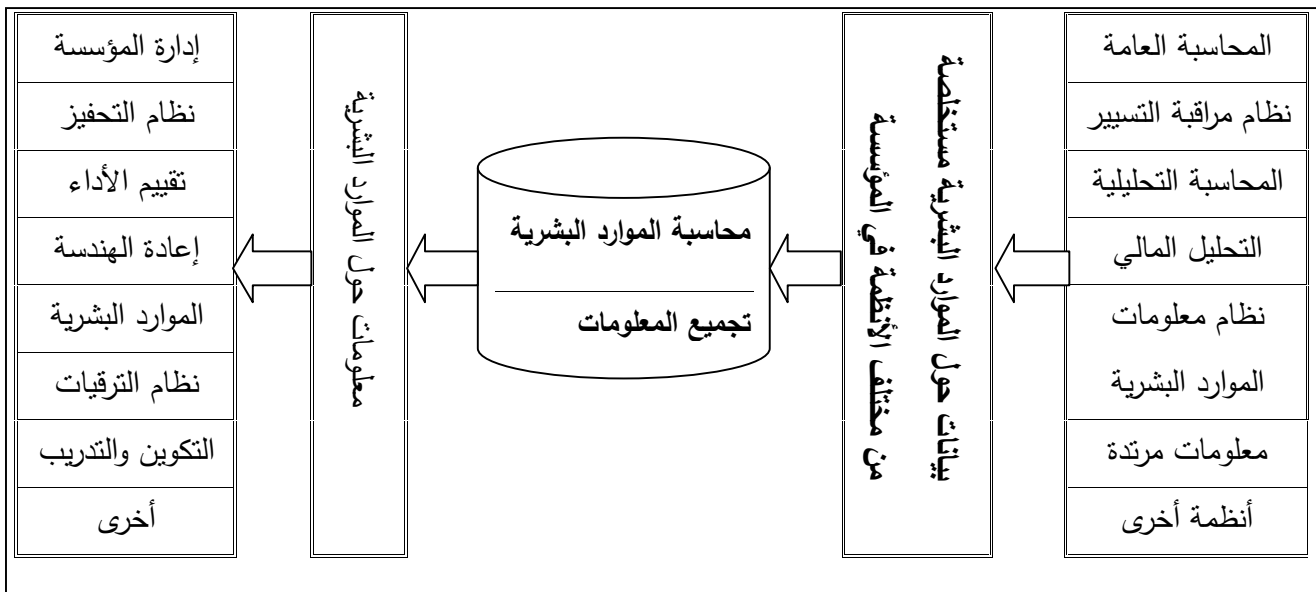 المحاسبة العامة
نظام مراقبة التسيير
المحاسبة التحليلية
التحليل المالي
نظام معلومات
الموارد البشرية
معلومات مرتدة
أنظمة أخرى
بيانات حول الموارد البشرية مستخلصة
من مختلف الأنظمة في المؤسسة
محاسبة الموارد البشرية
تجميع المعلومات
معلومات حول الموارد البشرية
إدارة المؤسسة
نظام التحفيز
تقييم الأداء
إعادة الهندسة
الموارد البشرية
نظام الترقيات
التكوين والتدريب
أخرى